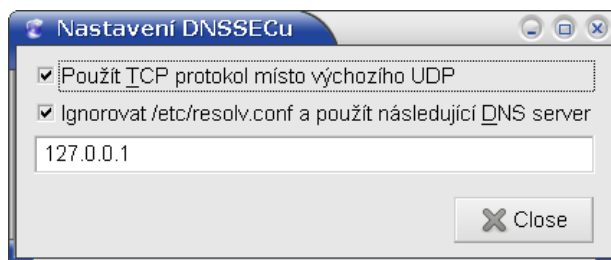 Nastavení DNSSECu
Použít TCP protokol místo výchozího UDP
Ignorovat /etc/resolv.conf a použít následující DNS server
127.0.0.1
Close